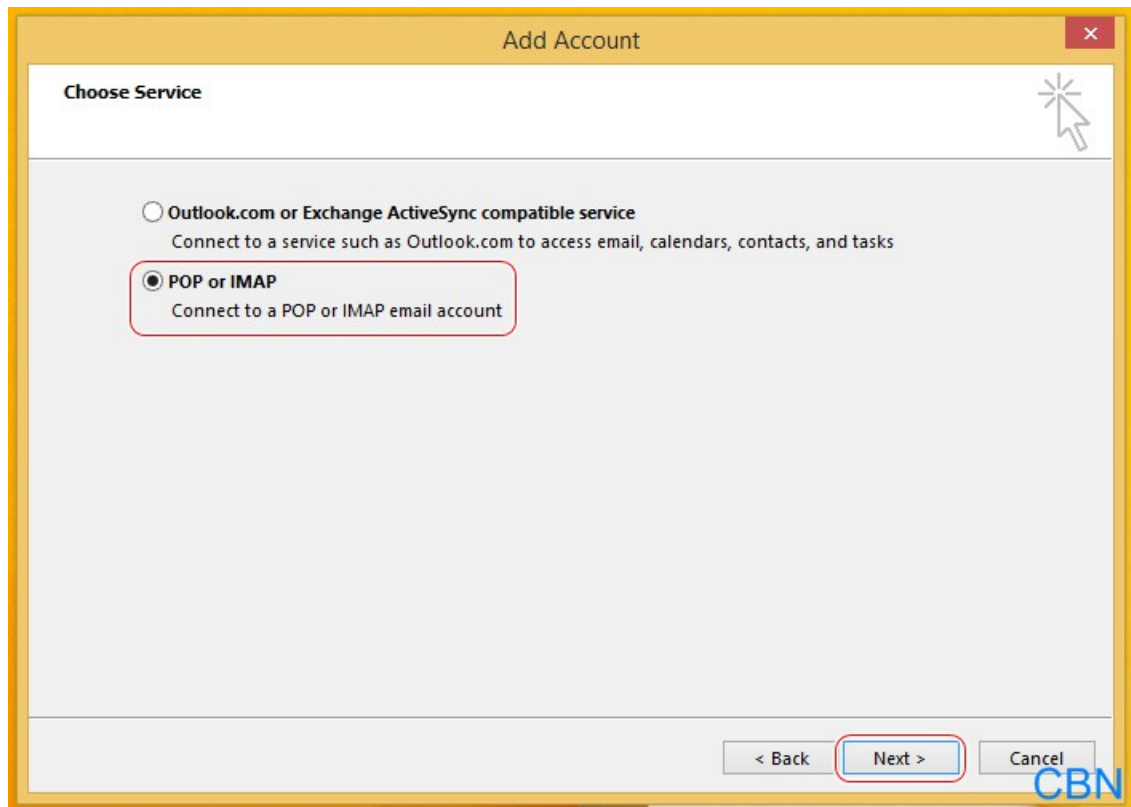 Add Account
Choose Service
Outlook.com or Exchange ActiveSync compatible service
Connect to a service such as Outlook.com to access email, calendars, contacts, and tasks
POP or IMAP
Connect to a POP or IMAP email account
< Back Next > Cancel
CBN